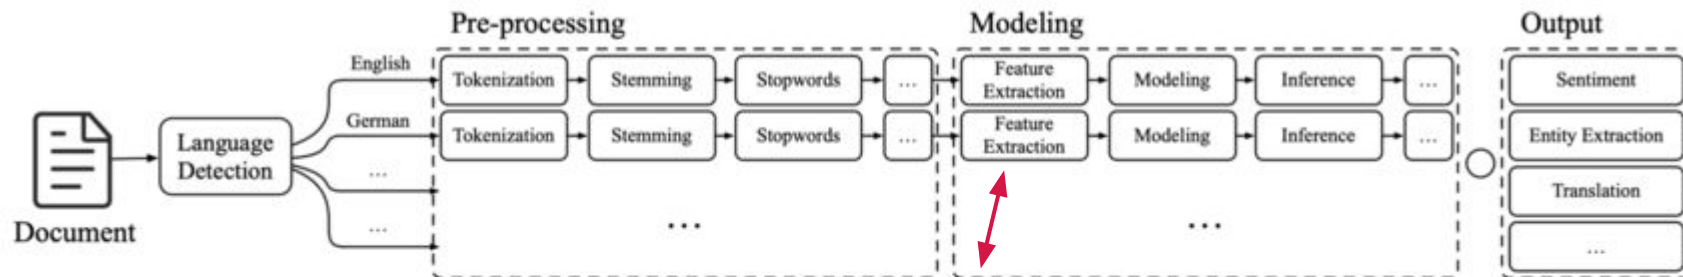 Pre-processing
Modeling
Output
English
Tokenization
Stemming
Stopwords
...
Feature
Extraction
Modeling
Inference
...
Sentiment
German
Tokenization
Stemming
Stopwords
...
Feature
Extraction
Modeling
Inference
...
Entity Extraction
Language
Detection
...
Translation
Document
...
...
...
...